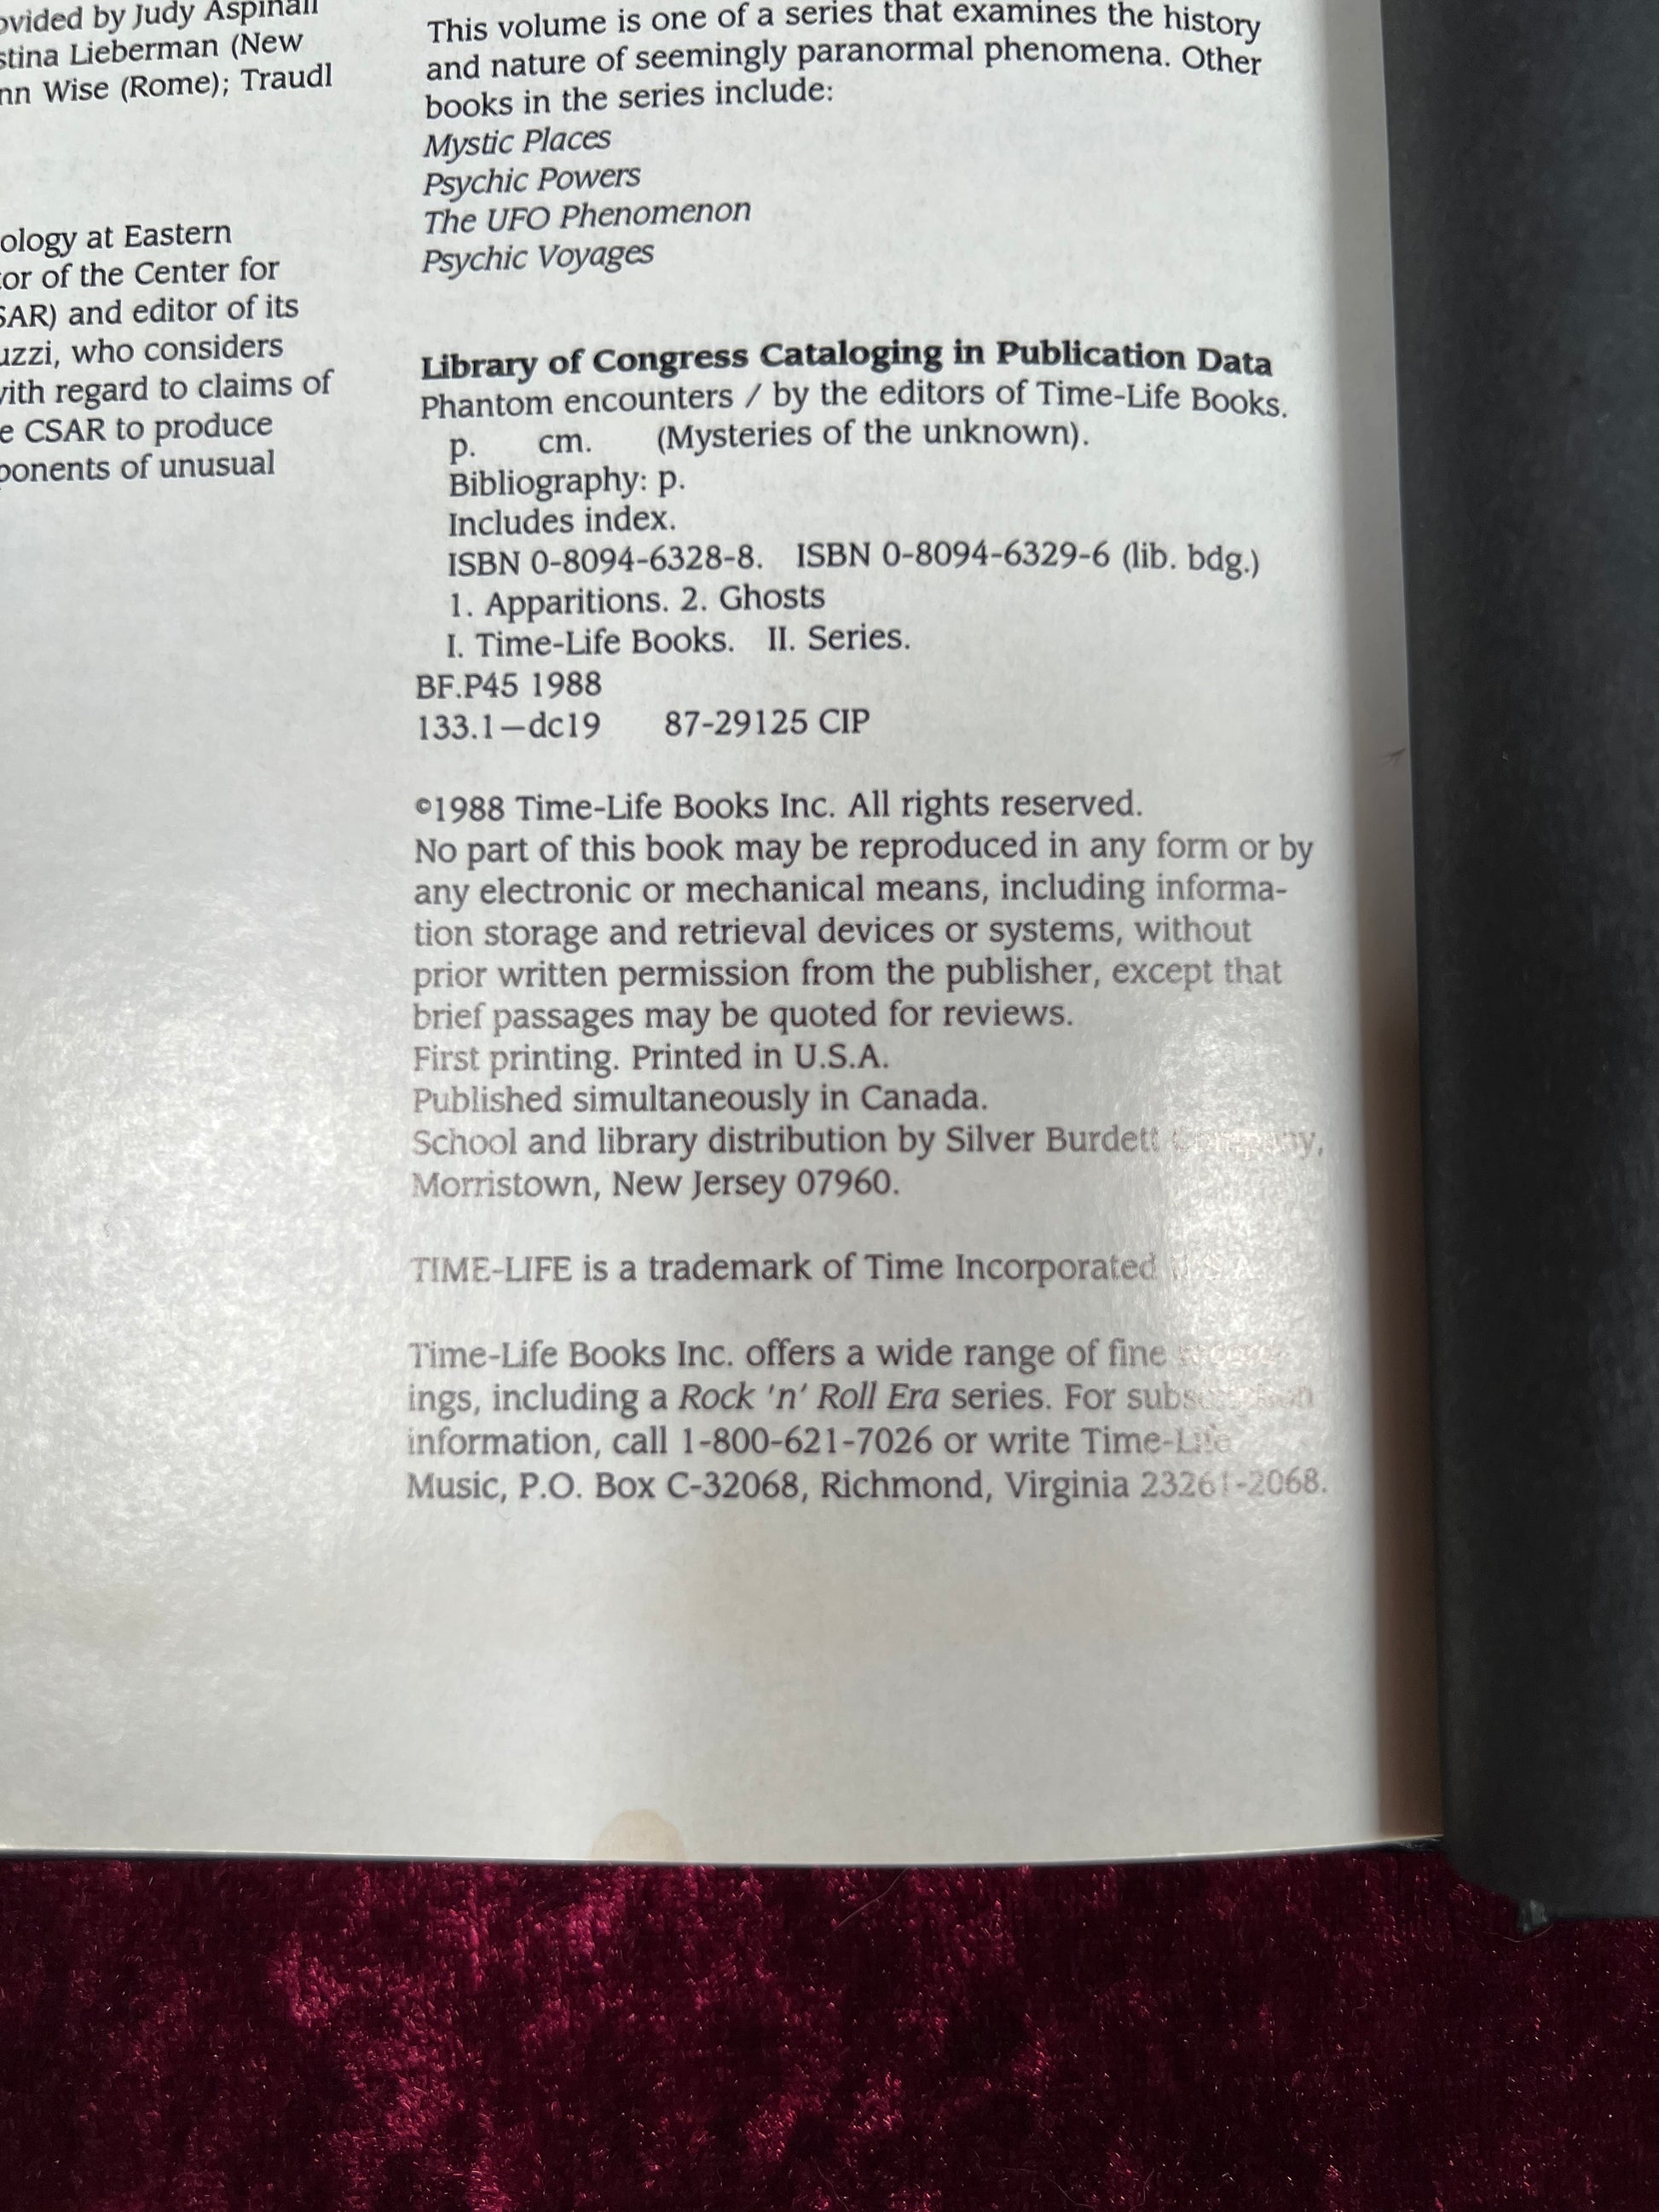 ovided by Judy Aspinall
stina Lieberman (New
nn Wise (Rome); Traudl
ology at Eastern
tor of the Center for
SAR) and editor of its
uzzi, who considers
with regard to claims of
e CSAR to produce
ponents of unusual
This volume is one of a series that examines the history
and nature of seemingly paranormal phenomena. Other
books in the series include:
Mystic Places
Psychic Powers
The UFO Phenomenon
Psychic Voyages
Library of Congress Cataloging in Publication Data
Phantom encounters / by the editors of Time-Life Books.
p. cm. (Mysteries of the unknown).
Bibliography: p.
Includes index.
ISBN 0-8094-6328-8. ISBN 0-8094-6329-6 (lib. bdg.)
1. Apparitions. 2. Ghosts
I. Time-Life Books. II. Series.
BF.P45 1988
133.1—dc19 87-29125 CIP
©1988 Time-Life Books Inc. All rights reserved.
No part of this book may be reproduced in any form or by
any electronic or mechanical means, including informa-
tion storage and retrieval devices or systems, without
prior written permission from the publisher, except that
brief passages may be quoted for reviews.
First printing. Printed in U.S.A.
Published simultaneously in Canada.
School and library distribution by Silver Burdett Company,
Morristown, New Jersey 07960.
TIME-LIFE is a trademark of Time Incorporated
Time-Life Books Inc. offers a wide range of fine
ings, including a Rock 'n' Roll Era series. For subscription
information, call 1-800-621-7026 or write Time-Life
Music, P.O. Box C-32068, Richmond, Virginia 23261-2068.